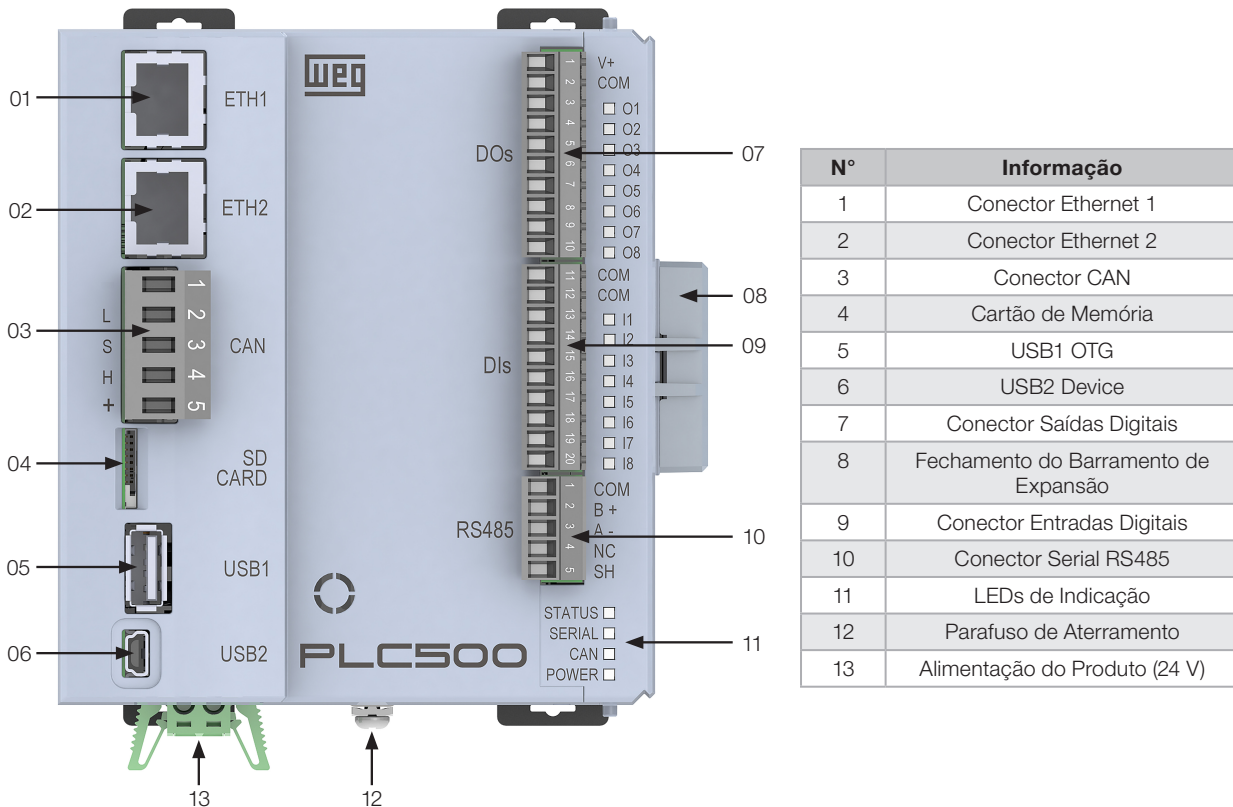 01
ETH1
02
ETH2
03
L
S
H
+
1
2
3
4
5
CAN
04
SD
CARD
05
USB1
06
USB2
13
WEG
DOs
1
2
3
4
5
6
7
8
9
10
V+
COM
O1
O2
O3
O4
O5
O6
O7
O8
07
DIs
11
12
13
14
15
16
17
18
19
20
COM
COM
I1
I2
I3
I4
I5
I6
I7
I8
08
09
RS485
1
2
3
4
5
COM
B +
A -
NC
SH
10
STATUS
SERIAL
CAN
POWER
11
PLC500
12
N° Informação
1 Conector Ethernet 1
2 Conector Ethernet 2
3 Conector CAN
4 Cartão de Memória
5 USB1 OTG
6 USB2 Device
7 Conector Saídas Digitais
8 Fechamento do Barramento de
Expansão
9 Conector Entradas Digitais
10 Conector Serial RS485
11 LEDs de Indicação
12 Parafuso de Aterramento
13 Alimentação do Produto (24 V)